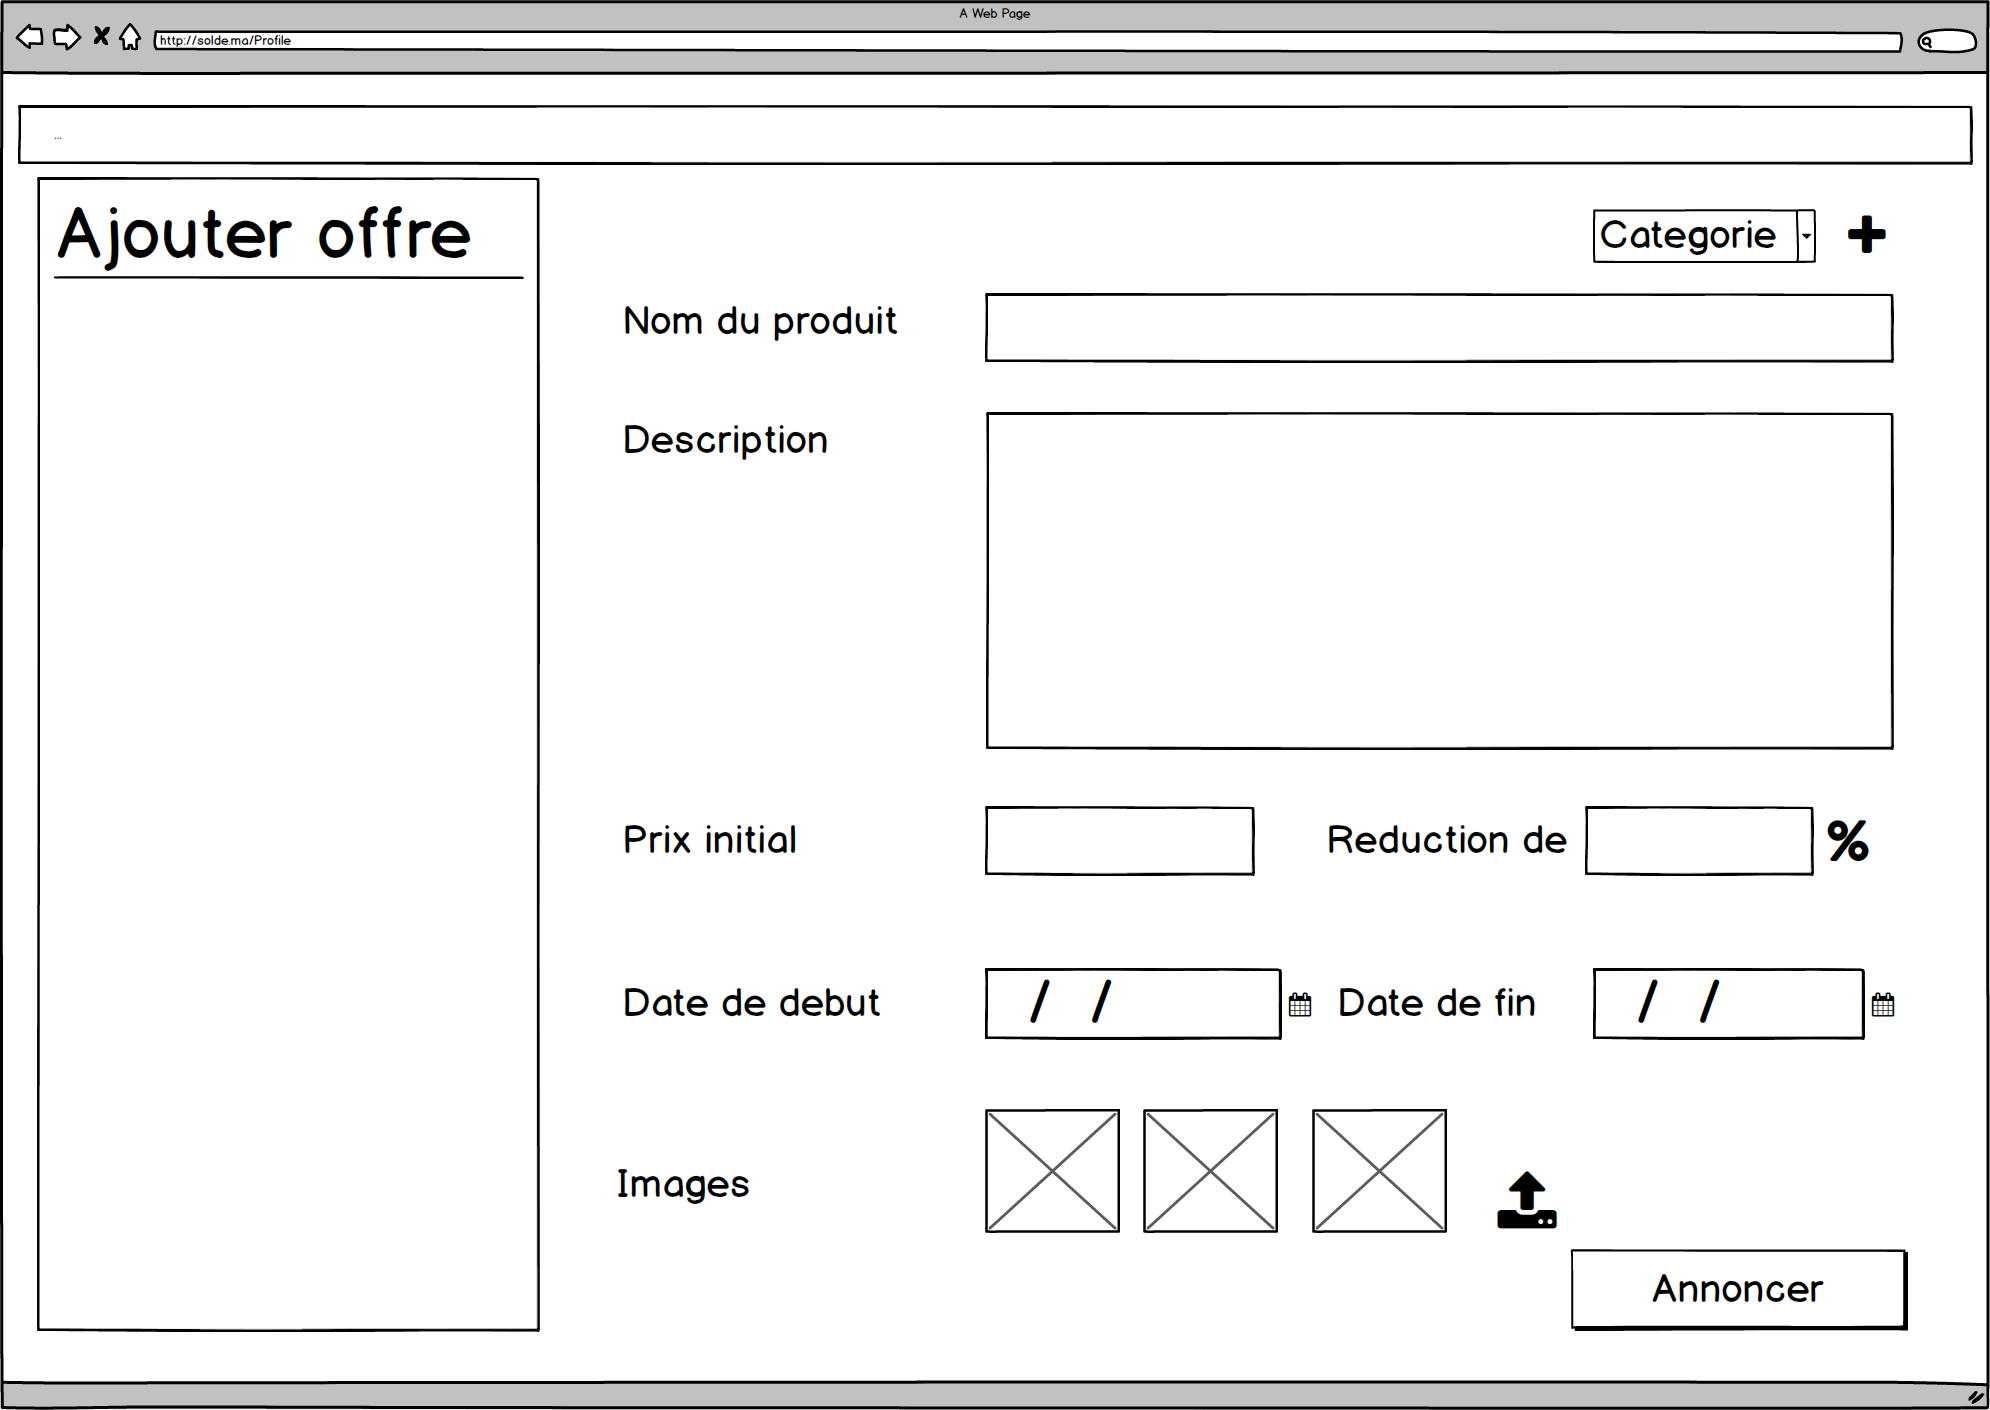 A Web Page
http://solde.ma/Profile
...
Ajouter offre
Categorie
Nom du produit
Description
Prix initial
Reduction de
%
Date de debut
/ /
Date de fin
/ /
Images
Annoncer